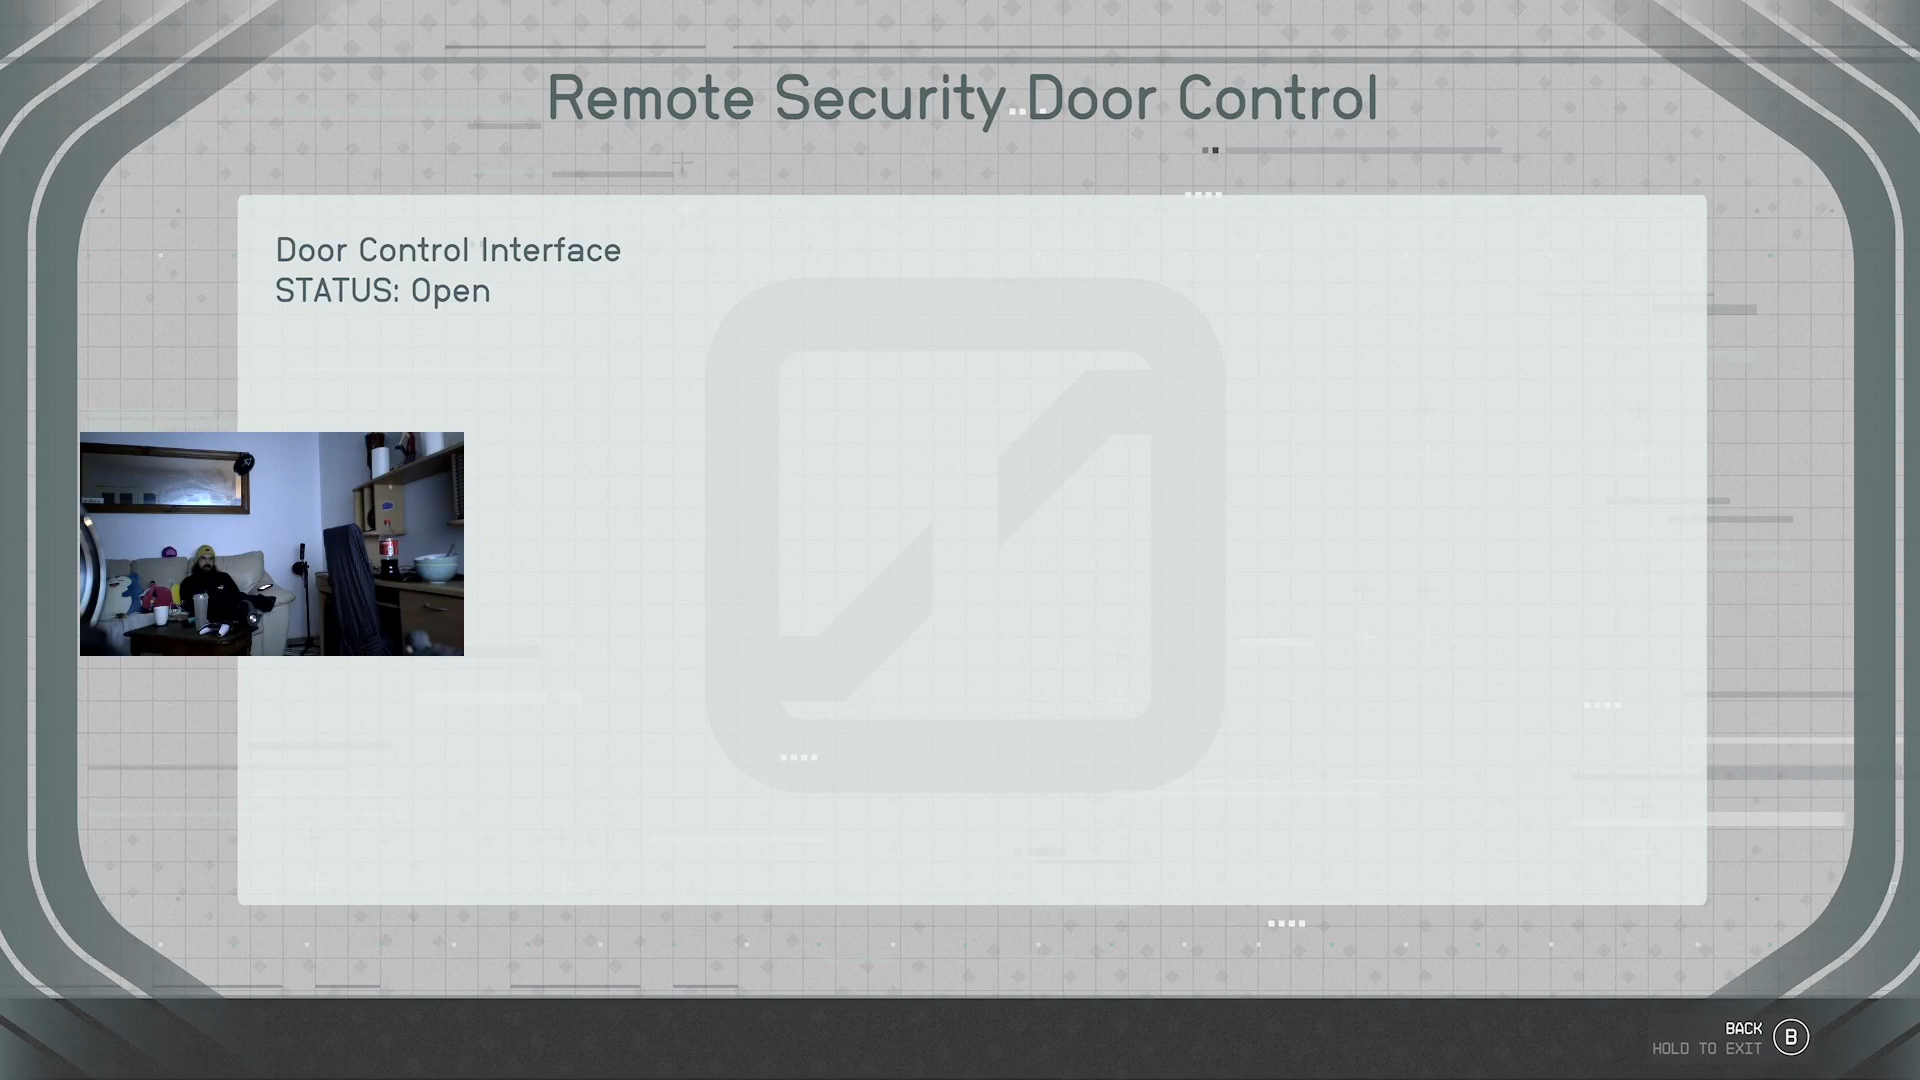 Remote Security Door Control
Door Control Interface
STATUS: Open
BACK
HOLD TO EXIT
B